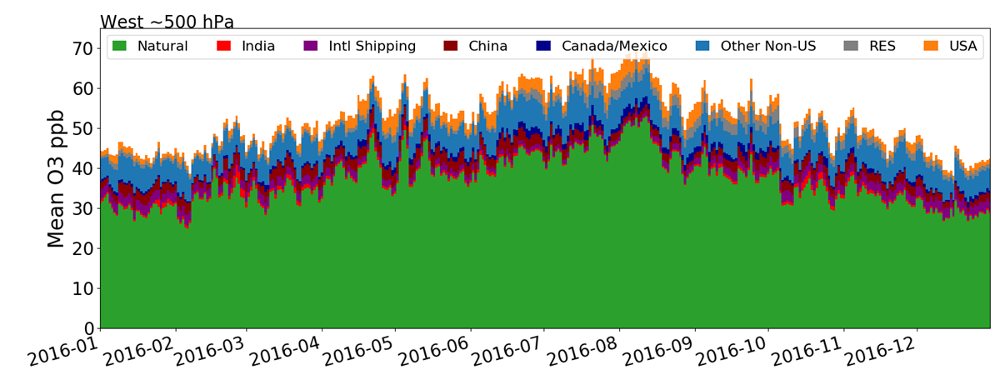 West ~500 hPa
Natural India Intl Shipping China Canada/Mexico Other Non-US RES USA
Mean O3 ppb
70
60
50
40
30
20
10
0
2016-01 2016-02 2016-03 2016-04 2016-05 2016-06 2016-07 2016-08 2016-09 2016-10 2016-11 2016-12